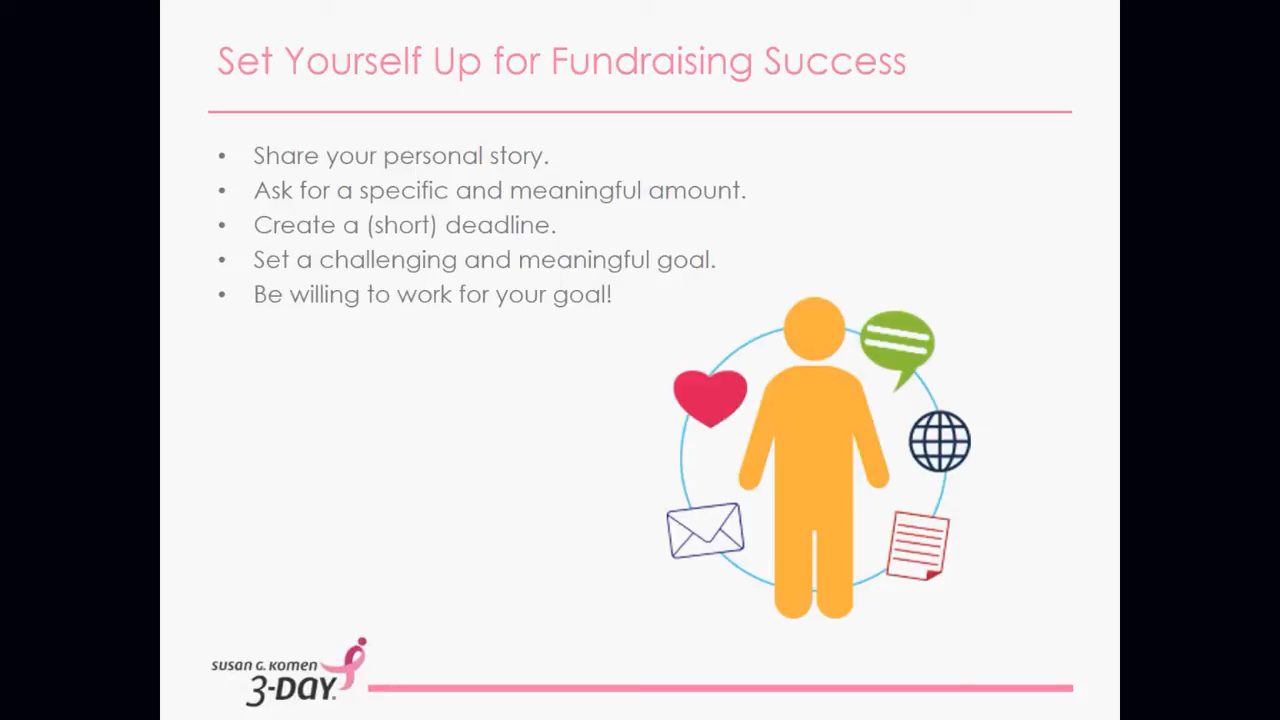 Set Yourself Up for Fundraising Success
• Share your personal story.
• Ask for a specific and meaningful amount.
• Create a (short) deadline.
• Set a challenging and meaningful goal.
• Be willing to work for your goal!
SUSAN G. KOMEN
3-DAY.